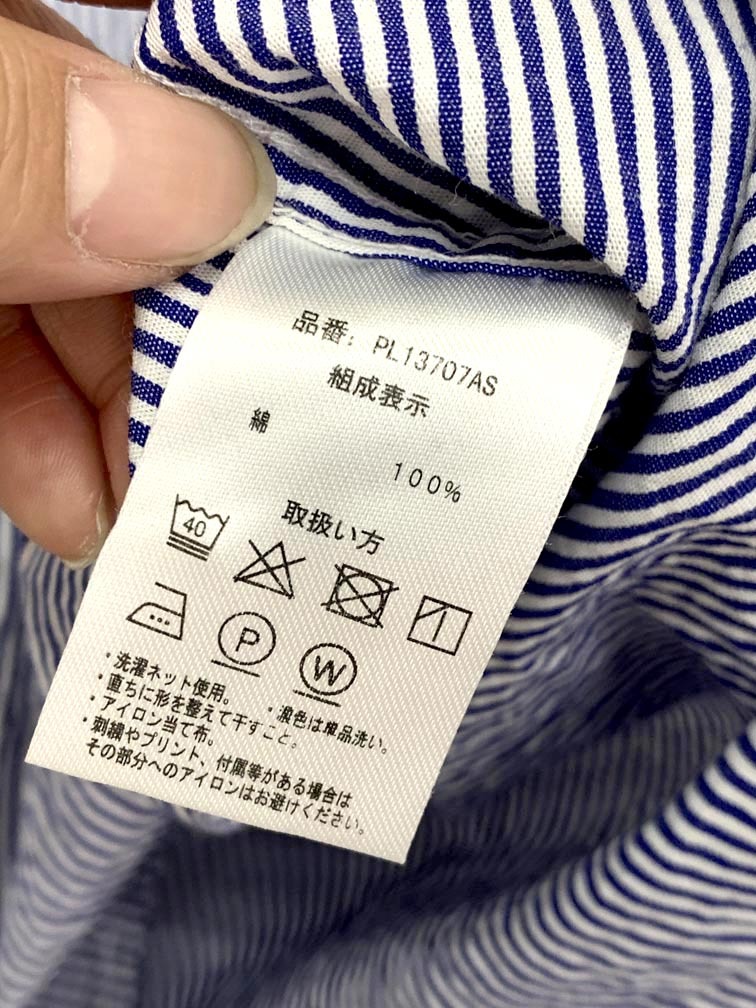 品番: PL13707AS
組成表示
綿 100%
取扱い方
40
P W
・洗濯ネット使用。 ・濃色は単品洗い。
・直ちに形を整えて干すこと。
・アイロン当て布。
・刺繍やプリント、付属等がある場合は
その部分へのアイロンはお避けください。